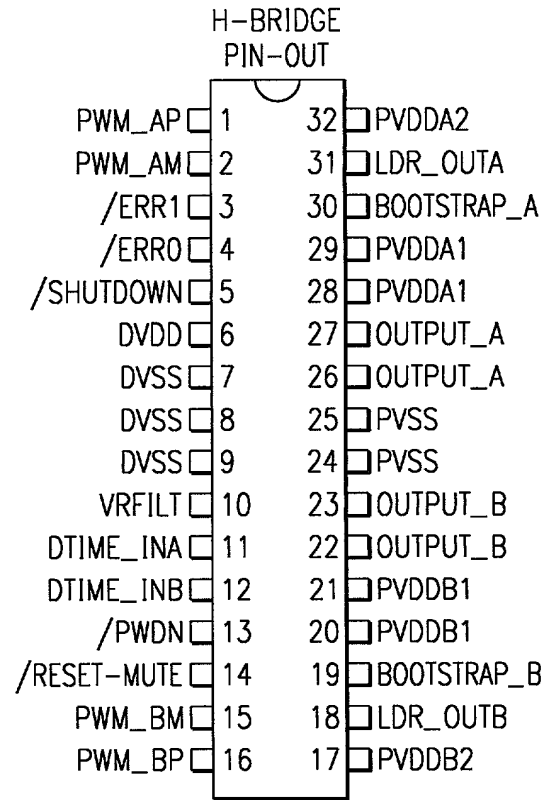 H-BRIDGE
PIN-OUT
PWM_AP 1 32 PVDDA2
PWM_AM 2 31 LDR_OUTA
/ERR1 3 30 BOOTSTRAP_A
/ERR0 4 29 PVDDA1
/SHUTDOWN 5 28 PVDDA1
DVDD 6 27 OUTPUT_A
DVSS 7 26 OUTPUT_A
DVSS 8 25 PVSS
DVSS 9 24 PVSS
VRFILT 10 23 OUTPUT_B
DTIME_INA 11 22 OUTPUT_B
DTIME_INB 12 21 PVDDB1
/PWDN 13 20 PVDDB1
/RESET-MUTE 14 19 BOOTSTRAP_B
PWM_BM 15 18 LDR_OUTB
PWM_BP 16 17 PVDDB2